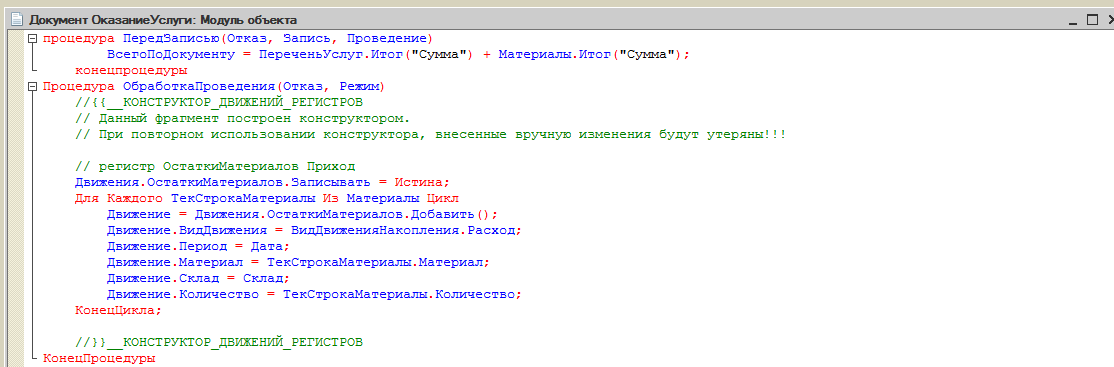 Документ ОказаниеУслуги: Модуль объекта
процедура ПередЗаписью(Отказ, Запись, Проведение)
ВсегоПоДокументу = ПереченьУслуг.Итог("Сумма") + Материалы.Итог("Сумма");
конецпроцедуры
Процедура ОбработкаПроведения(Отказ, Режим)
//{{__КОНСТРУКТОР_ДВИЖЕНИЙ_РЕГИСТРОВ
// Данный фрагмент построен конструктором.
// При повторном использовании конструктора, внесенные вручную изменения будут утеряны!!!
// регистр ОстаткиМатериалов Приход
Движения.ОстаткиМатериалов.Записывать = Истина;
Для Каждого ТекСтрокаМатериалы Из Материалы Цикл
Движение = Движения.ОстаткиМатериалов.Добавить();
Движение.ВидДвижения = ВидДвиженияНакопления.Расход;
Движение.Период = Дата;
Движение.Материал = ТекСтрокаМатериалы.Материал;
Движение.Склад = Склад;
Движение.Количество = ТекСтрокаМатериалы.Количество;
КонецЦикла;
//}}__КОНСТРУКТОР_ДВИЖЕНИЙ_РЕГИСТРОВ
КонецПроцедуры